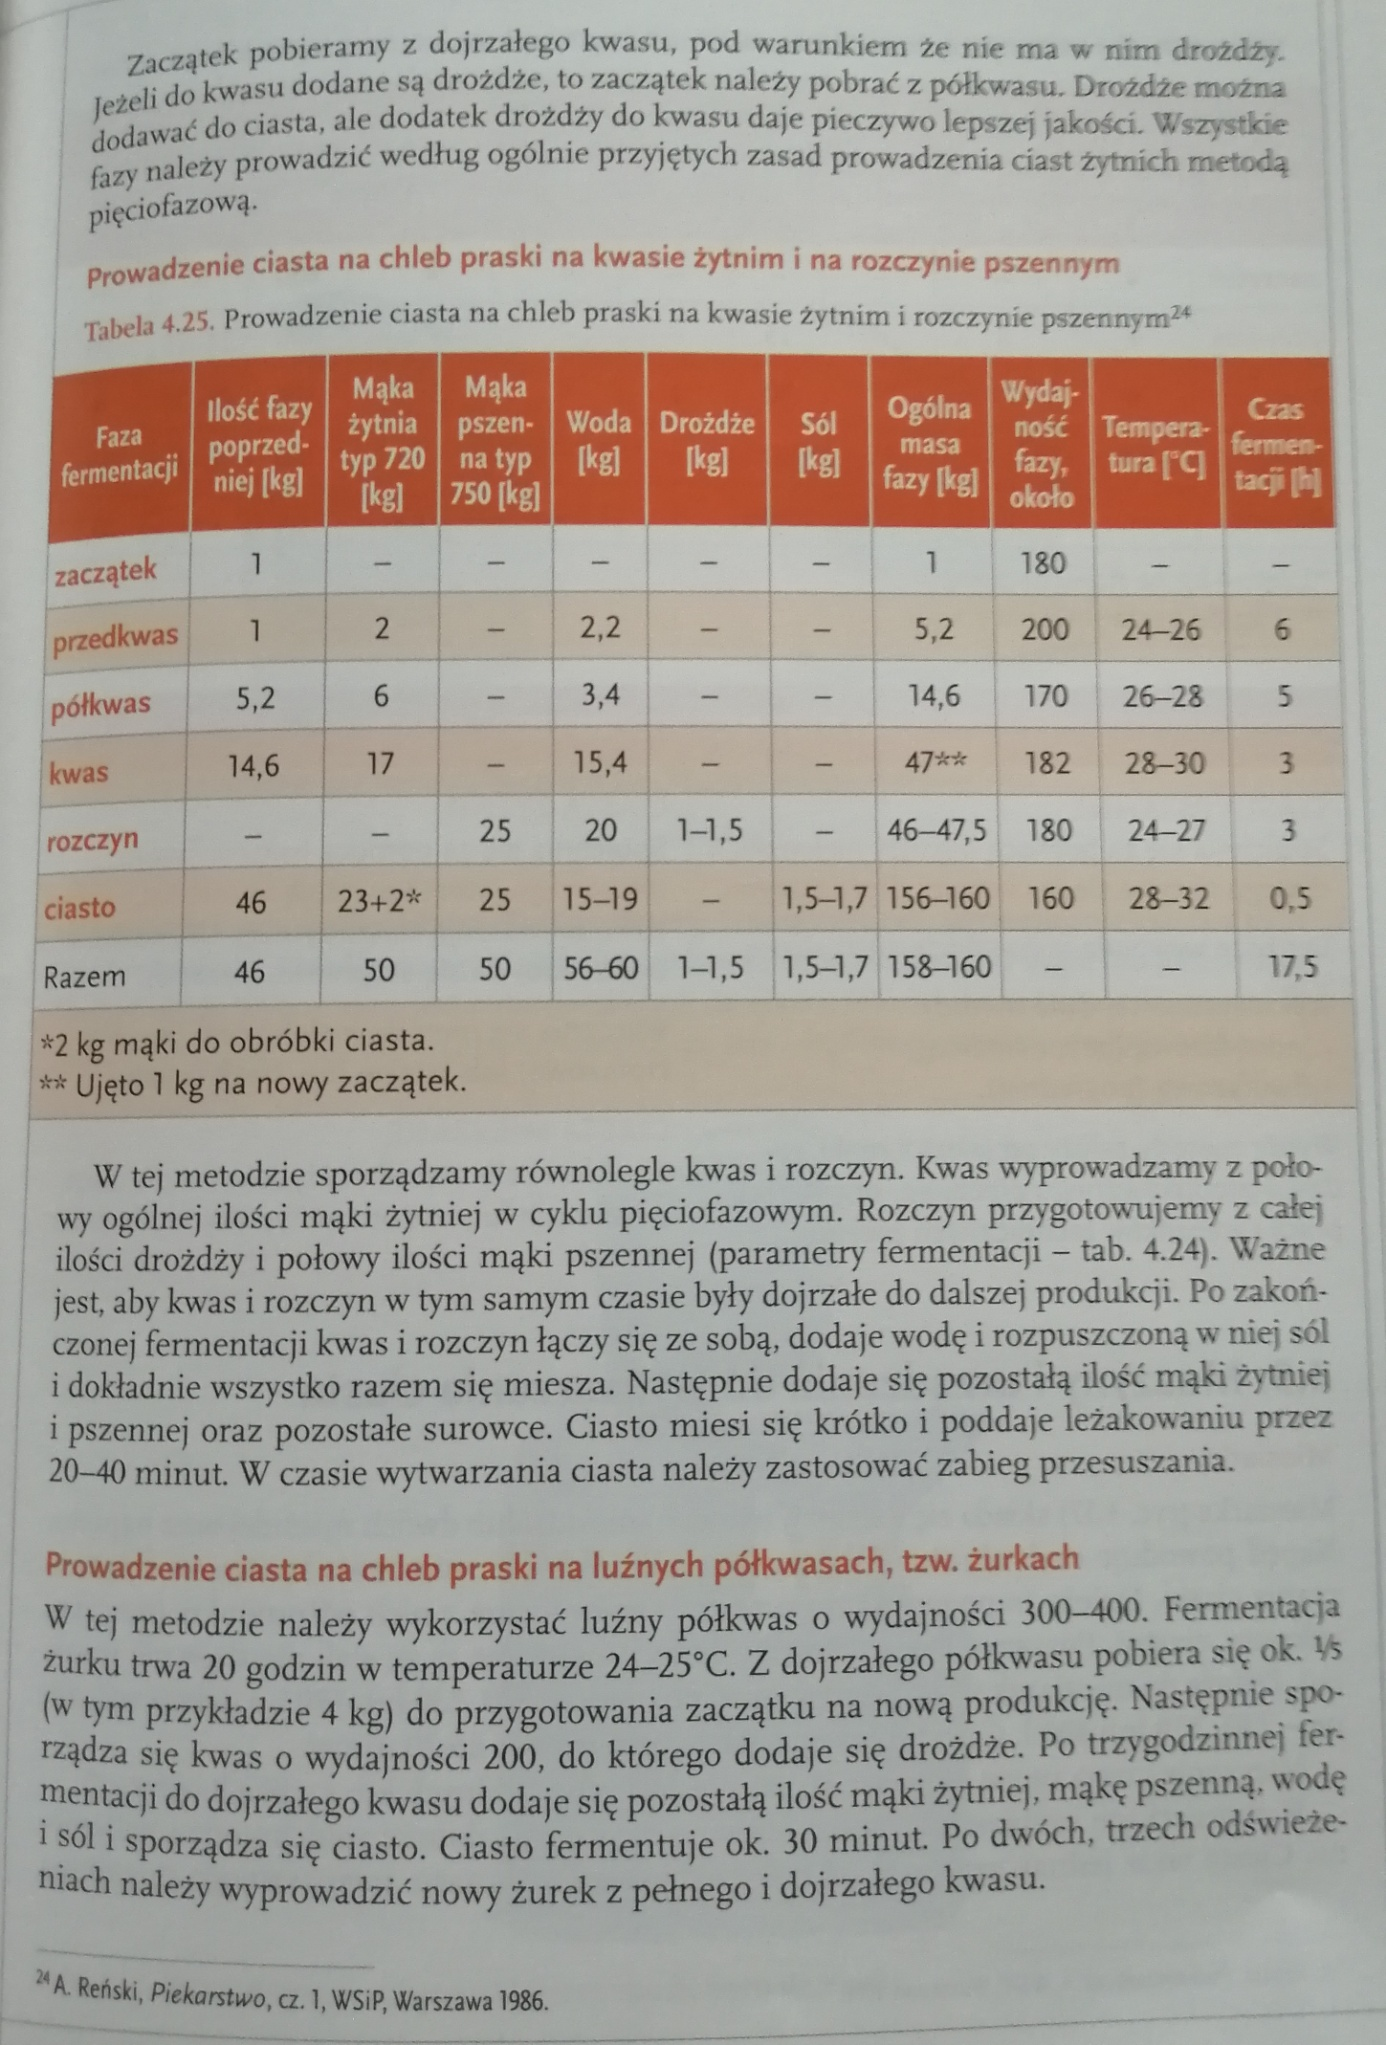 Zaczątek pobieramy z dojrzałego kwasu, pod warunkiem że nie ma w nim drożdży.
Jeżeli do kwasu dodane są drożdże, to zaczątek należy pobrać z półkwasu. Drożdże można
dodawać do ciasta, ale dodatek drożdży do kwasu daje pieczywo lepszej jakości. Wszystkie
fazy należy prowadzić według ogólnie przyjętych zasad prowadzenia ciast żytnich metodą
pięciofazową.
Prowadzenie ciasta na chleb praski na kwasie żytnim i na rozczynie pszennym
Tabela 4.25. Prowadzenie ciasta na chleb praski na kwasie żytnim i rozczynie pszennym²⁴
Faza fermentacji | Ilość fazy poprzed-niej [kg] | Mąka żytnia typ 720 [kg] | Mąka pszen-na typ 750 [kg] | Woda [kg] | Drożdże [kg] | Sól [kg] | Ogólna masa fazy [kg] | Wydaj-ność fazy, około | Tempera-tura [°C] | Czas fermen-tacji [h]
zaczątek | 1 | – | – | – | – | – | 1 | 180 | – | –
przedkwas | 1 | 2 | – | 2,2 | – | – | 5,2 | 200 | 24–26 | 6
półkwas | 5,2 | 6 | – | 3,4 | – | – | 14,6 | 170 | 26–28 | 5
kwas | 14,6 | 17 | – | 15,4 | – | – | 47** | 182 | 28–30 | 3
rozczyn | – | – | 25 | 20 | 1–1,5 | – | 46–47,5 | 180 | 24–27 | 3
ciasto | 46 | 23+2* | 25 | 15–19 | – | 1,5–1,7 | 156–160 | 160 | 28–32 | 0,5
Razem | 46 | 50 | 50 | 56–60 | 1–1,5 | 1,5–1,7 | 158–160 | – | – | 17,5
*2 kg mąki do obróbki ciasta.
** Ujęto 1 kg na nowy zaczątek.
W tej metodzie sporządzamy równolegle kwas i rozczyn. Kwas wyprowadzamy z poło-
wy ogólnej ilości mąki żytniej w cyklu pięciofazowym. Rozczyn przygotowujemy z całej
ilości drożdży i połowy ilości mąki pszennej (parametry fermentacji – tab. 4.24). Ważne
jest, aby kwas i rozczyn w tym samym czasie były dojrzałe do dalszej produkcji. Po zakoń-
czonej fermentacji kwas i rozczyn łączy się ze sobą, dodaje wodę i rozpuszczoną w niej sól
i dokładnie wszystko razem się miesza. Następnie dodaje się pozostałą ilość mąki żytniej
i pszennej oraz pozostałe surowce. Ciasto miesi się krótko i poddaje leżakowaniu przez
20–40 minut. W czasie wytwarzania ciasta należy zastosować zabieg przesuszania.
Prowadzenie ciasta na chleb praski na luźnych półkwasach, tzw. żurkach
W tej metodzie należy wykorzystać luźny półkwas o wydajności 300–400. Fermentacja
żurku trwa 20 godzin w temperaturze 24–25°C. Z dojrzałego półkwasu pobiera się ok. ⅕
(w tym przykładzie 4 kg) do przygotowania zaczątku na nową produkcję. Następnie spo-
rządza się kwas o wydajności 200, do którego dodaje się drożdże. Po trzygodzinnej fer-
mentacji do dojrzałego kwasu dodaje się pozostałą ilość mąki żytniej, mąkę pszenną, wodę
i sól i sporządza się ciasto. Ciasto fermentuje ok. 30 minut. Po dwóch, trzech odświeże-
niach należy wyprowadzić nowy żurek z pełnego i dojrzałego kwasu.
²⁴ A. Reński, Piekarstwo, cz. 1, WSiP, Warszawa 1986.